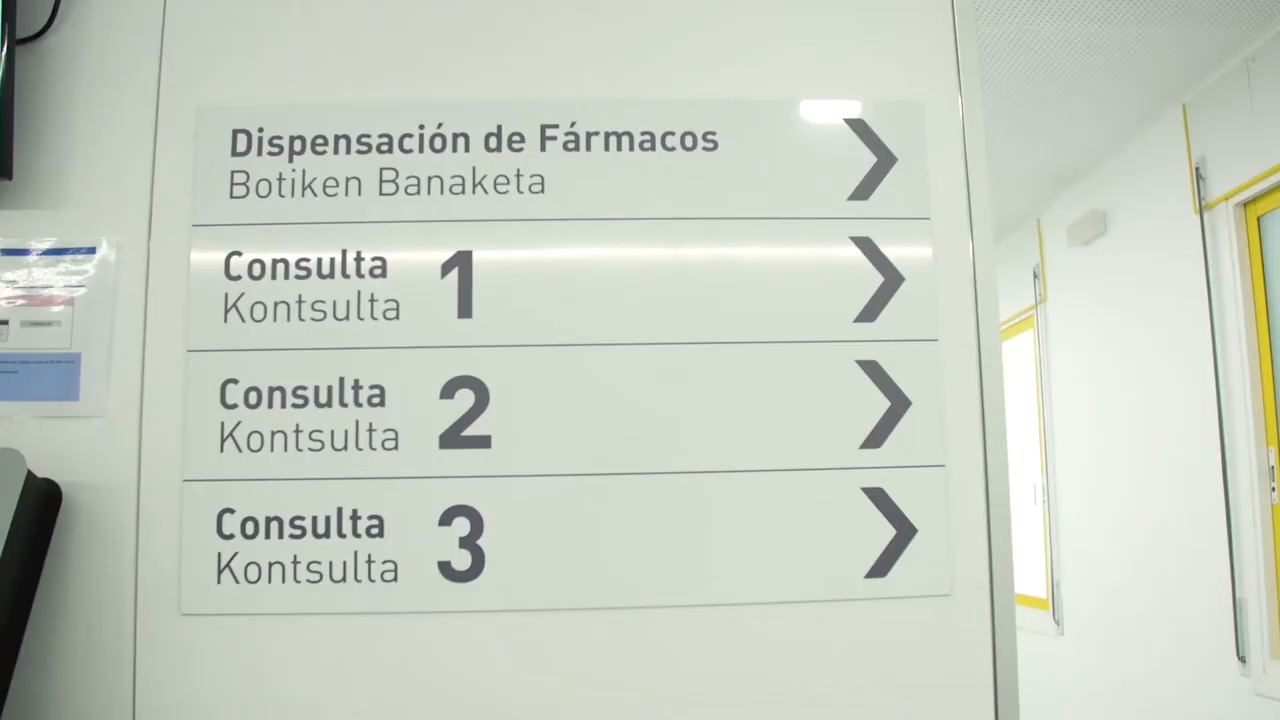 Dispensación de Fármacos
Botiken Banaketa
Consulta 1
Kontsulta
Consulta 2
Kontsulta
Consulta 3
Kontsulta